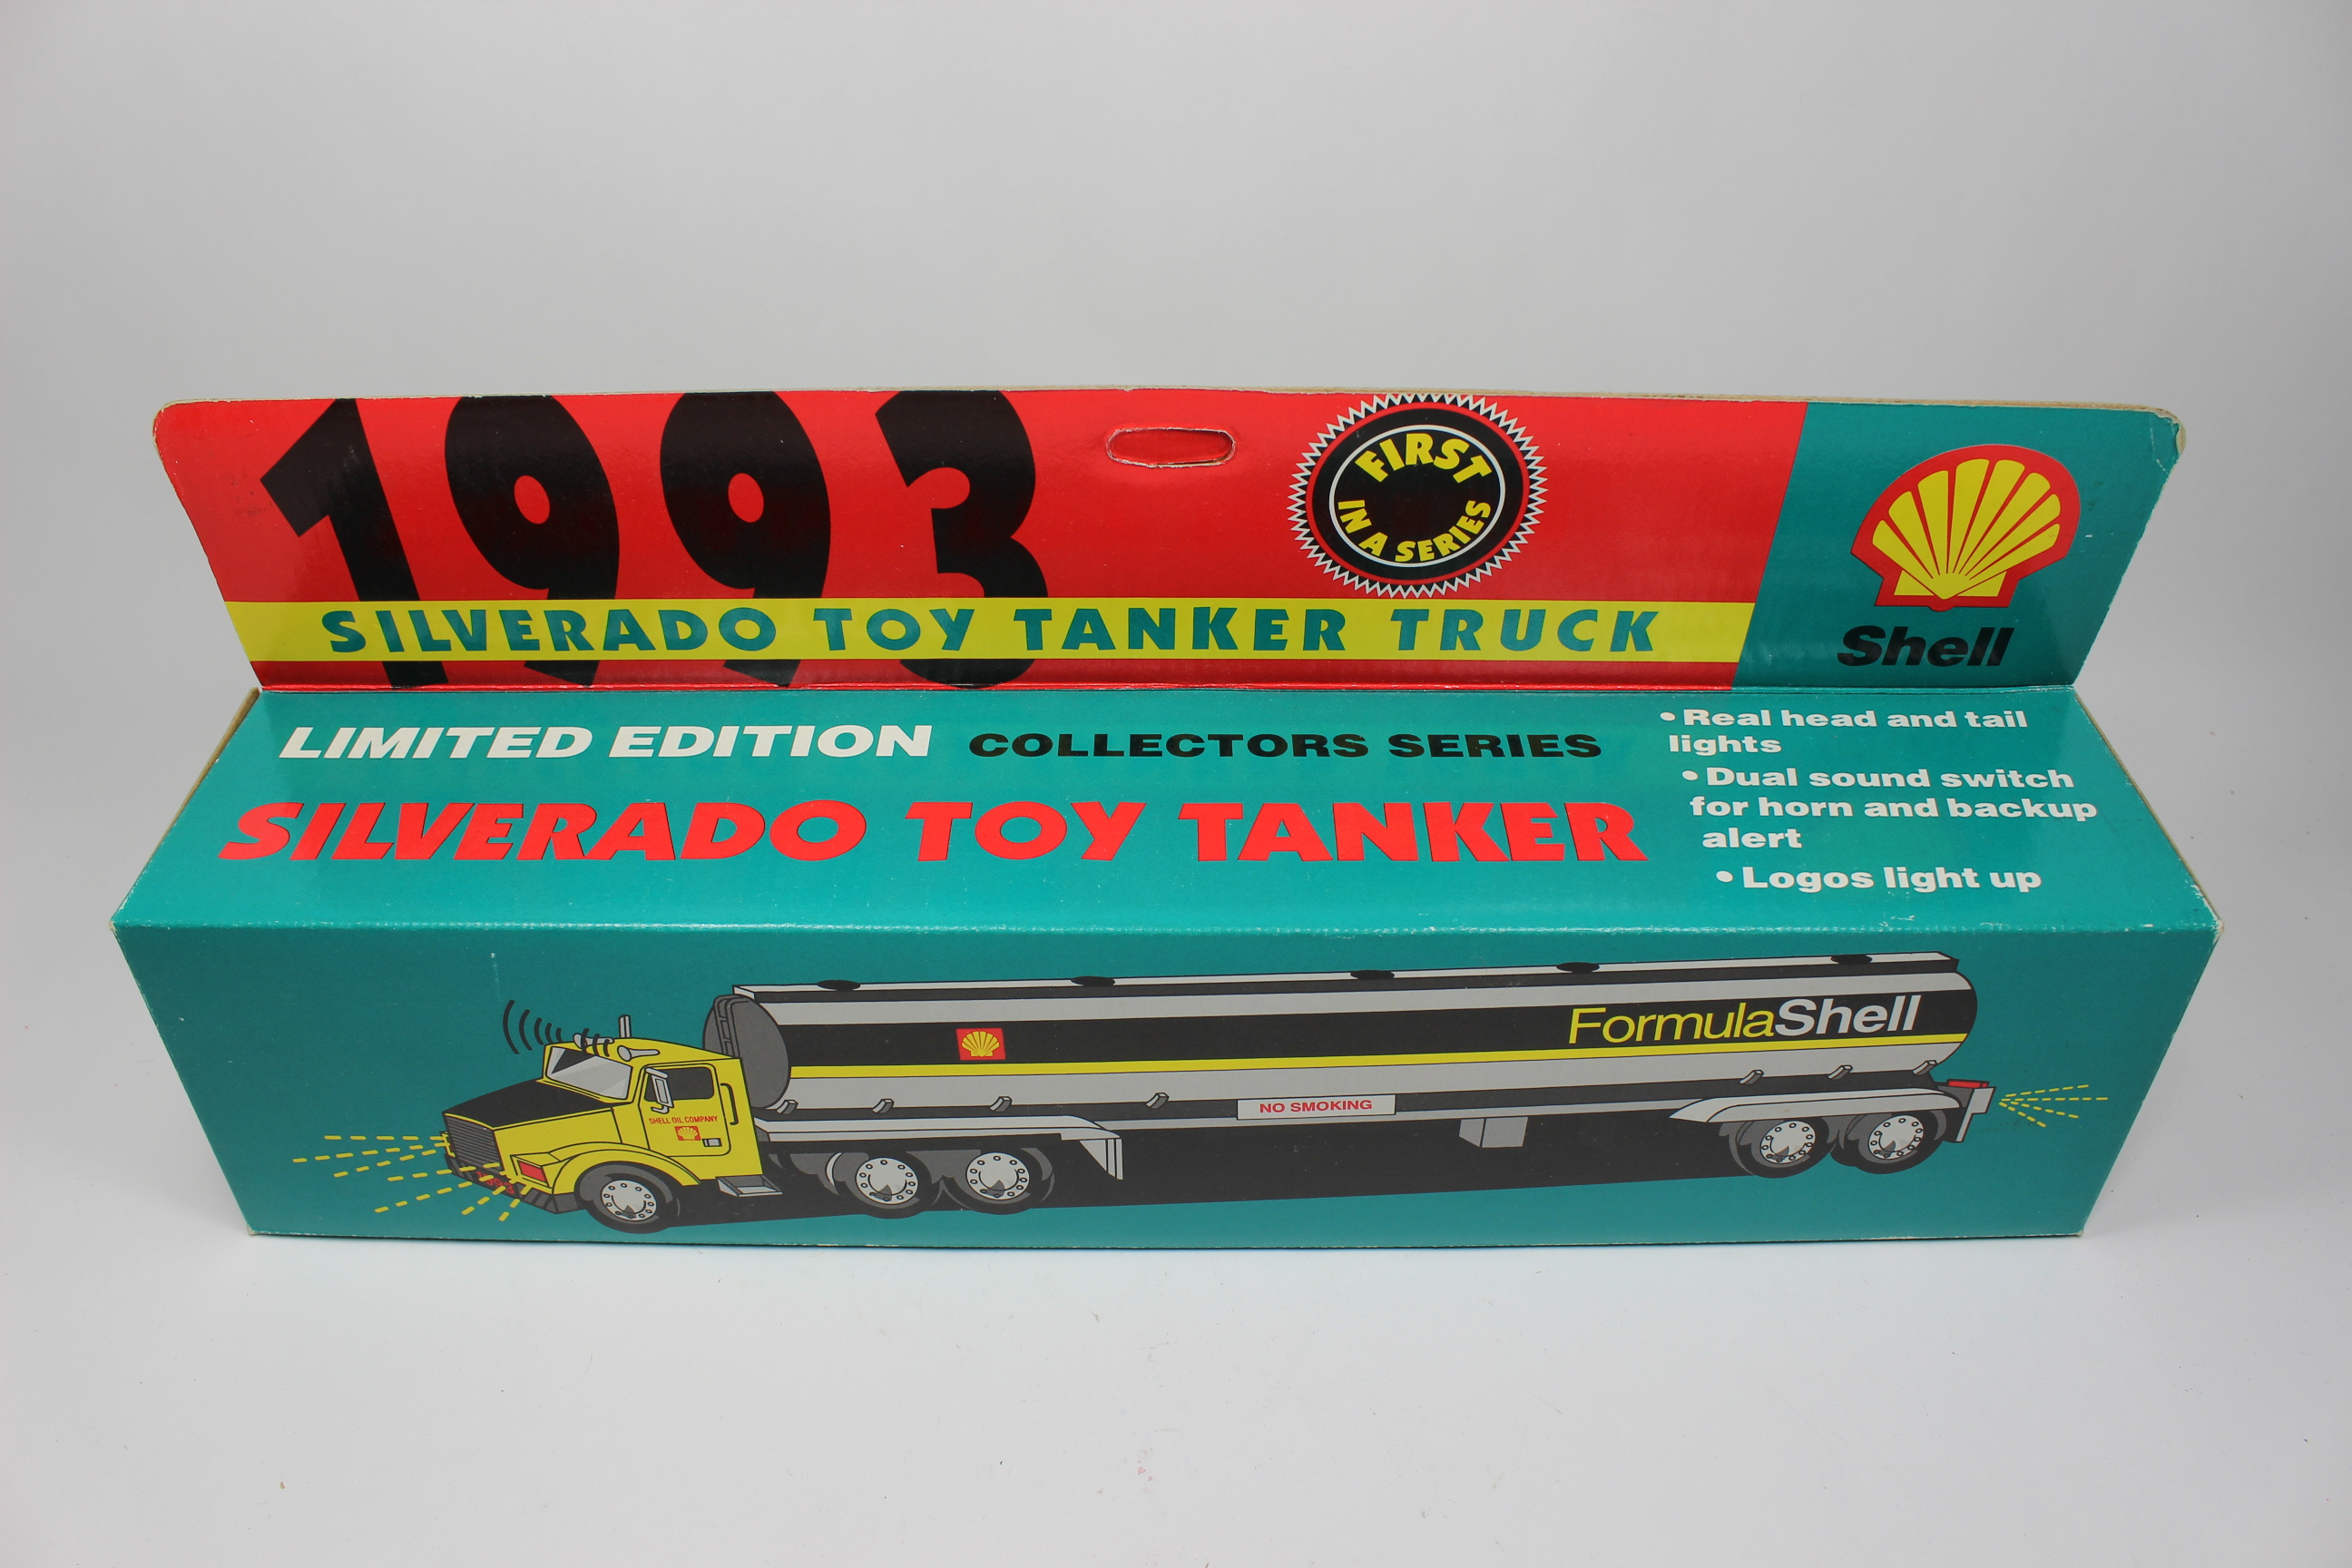 1993
FIRST
IN A SERIES
SILVERADO TOY TANKER TRUCK
Shell
LIMITED EDITION COLLECTORS SERIES
SILVERADO TOY TANKER
• Real head and tail
lights
• Dual sound switch
for horn and backup
alert
• Logos light up
FormulaShell
NO SMOKING
SHELL OIL COMPANY
1993